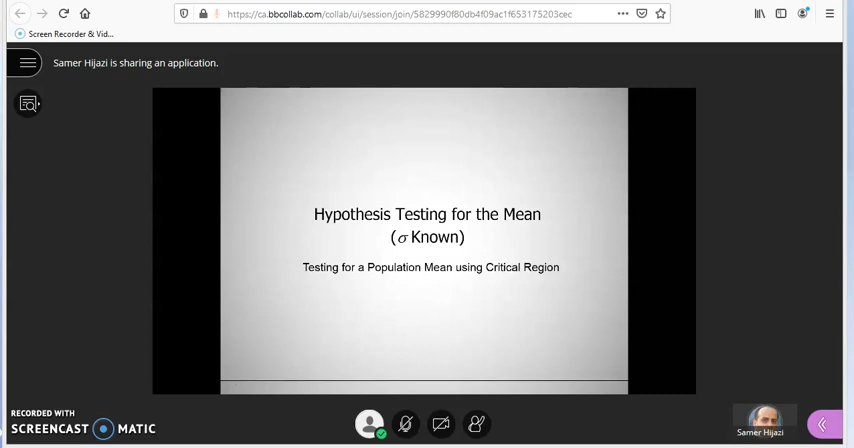 https://ca.bbcollab.com/collab/ui/session/join/5829990f80db4f09ac1f653175203cec
Screen Recorder & Vid...
Samer Hijazi is sharing an application.
Hypothesis Testing for the Mean
(σ Known)
Testing for a Population Mean using Critical Region
RECORDED WITH
SCREENCAST MATIC
Samer Hijazi